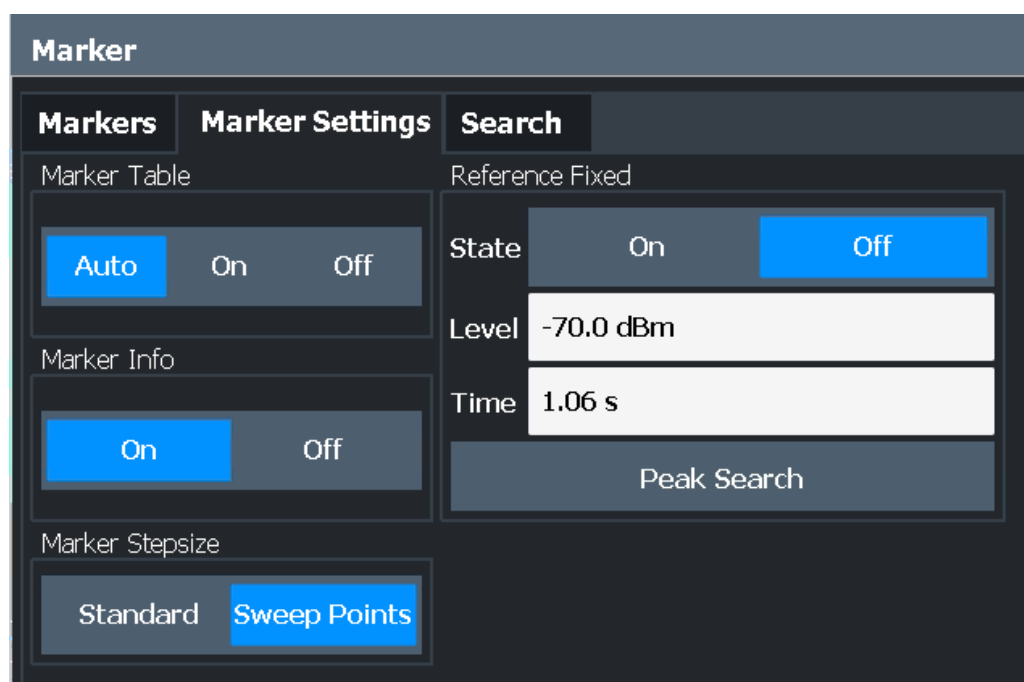 Marker
Markers Marker Settings Search
Marker Table
Auto On Off
Marker Info
On Off
Marker Stepsize
Standard Sweep Points
Reference Fixed
State On Off
Level -70.0 dBm
Time 1.06 s
Peak Search